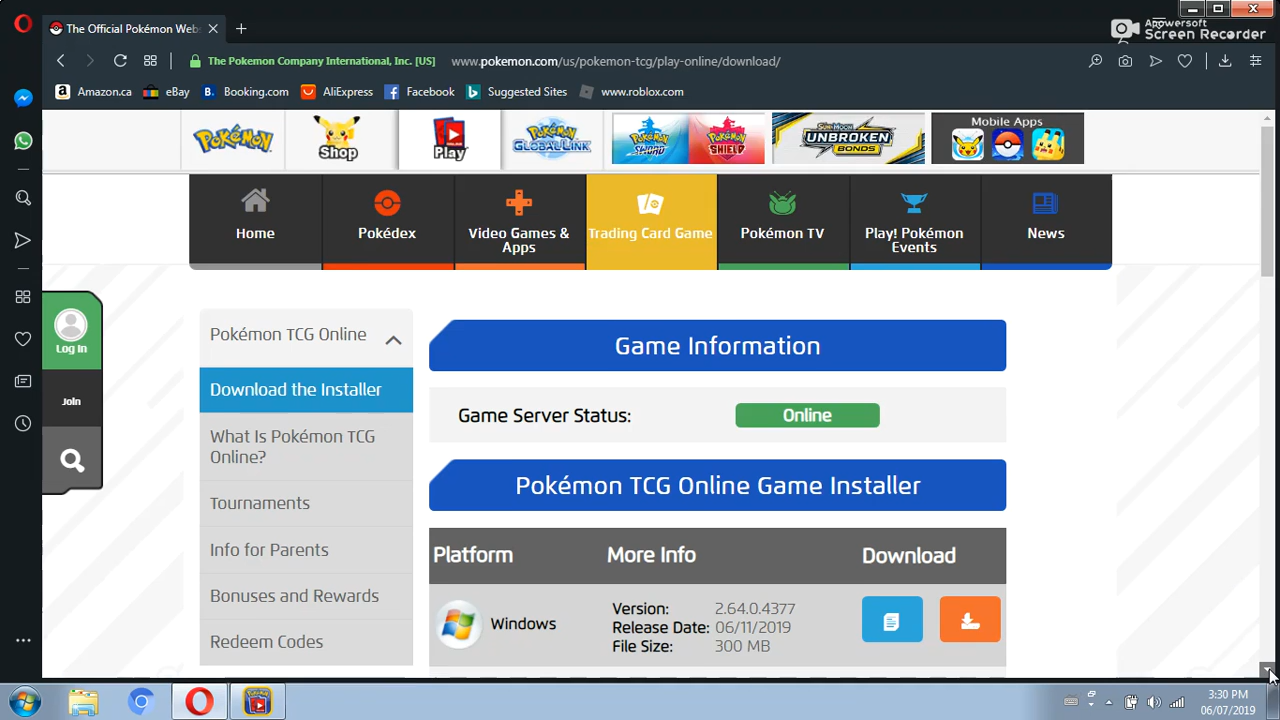 The Official Pokémon Webs
Apowersoft
Screen Recorder
The Pokemon Company International, Inc. [US]
www.pokemon.com/us/pokemon-tcg/play-online/download/
Amazon.ca
eBay
Booking.com
AliExpress
Facebook
Suggested Sites
www.roblox.com
Pokémon
Shop
Play
Pokémon
Global Link
Pokémon
Sword
Pokémon
Shield
Sun & Moon
Unbroken
Bonds
Mobile Apps
Home
Pokédex
Video Games &
Apps
Trading Card Game
Pokémon TV
Play! Pokémon
Events
News
Log In
Join
Pokémon TCG Online
Download the Installer
What Is Pokémon TCG
Online?
Tournaments
Info for Parents
Bonuses and Rewards
Redeem Codes
Game Information
Game Server Status:
Online
Pokémon TCG Online Game Installer
Platform More Info Download
Windows
Version: 2.64.0.4377
Release Date: 06/11/2019
File Size: 300 MB
3:30 PM
06/07/2019